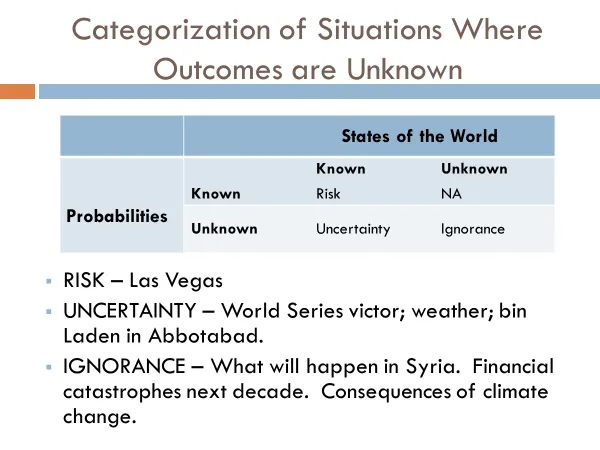 Categorization of Situations Where
Outcomes are Unknown
States of the World
Known Unknown
Known Risk NA
Probabilities
Unknown Uncertainty Ignorance
▪ RISK – Las Vegas
▪ UNCERTAINTY – World Series victor; weather; bin
Laden in Abbotabad.
▪ IGNORANCE – What will happen in Syria. Financial
catastrophes next decade. Consequences of climate
change.